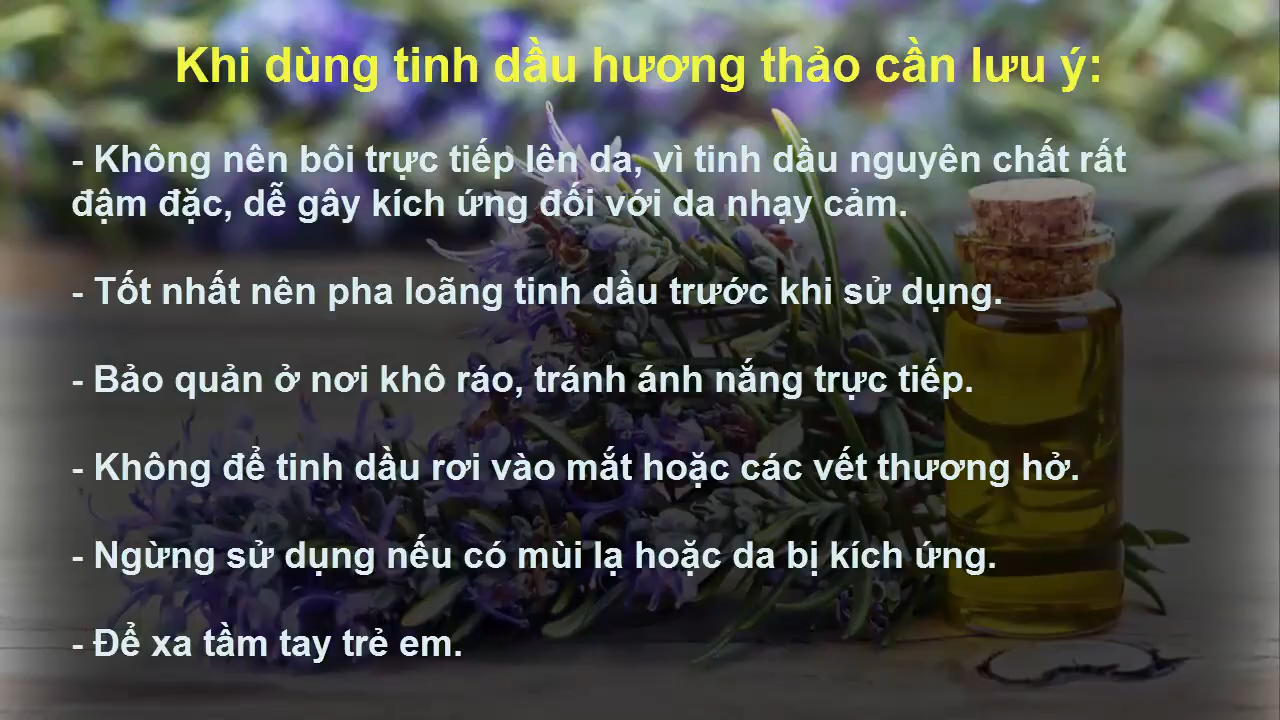 Khi dùng tinh dầu hương thảo cần lưu ý:
- Không nên bôi trực tiếp lên da, vì tinh dầu nguyên chất rất
đậm đặc, dễ gây kích ứng đối với da nhạy cảm.
- Tốt nhất nên pha loãng tinh dầu trước khi sử dụng.
- Bảo quản ở nơi khô ráo, tránh ánh nắng trực tiếp.
- Không để tinh dầu rơi vào mắt hoặc các vết thương hở.
- Ngừng sử dụng nếu có mùi lạ hoặc da bị kích ứng.
- Để xa tầm tay trẻ em.